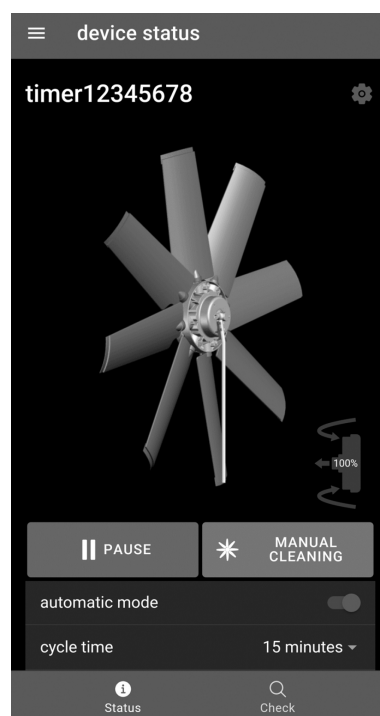 device status
timer12345678
100%
PAUSE
MANUAL
CLEANING
automatic mode
cycle time 15 minutes
Status Check